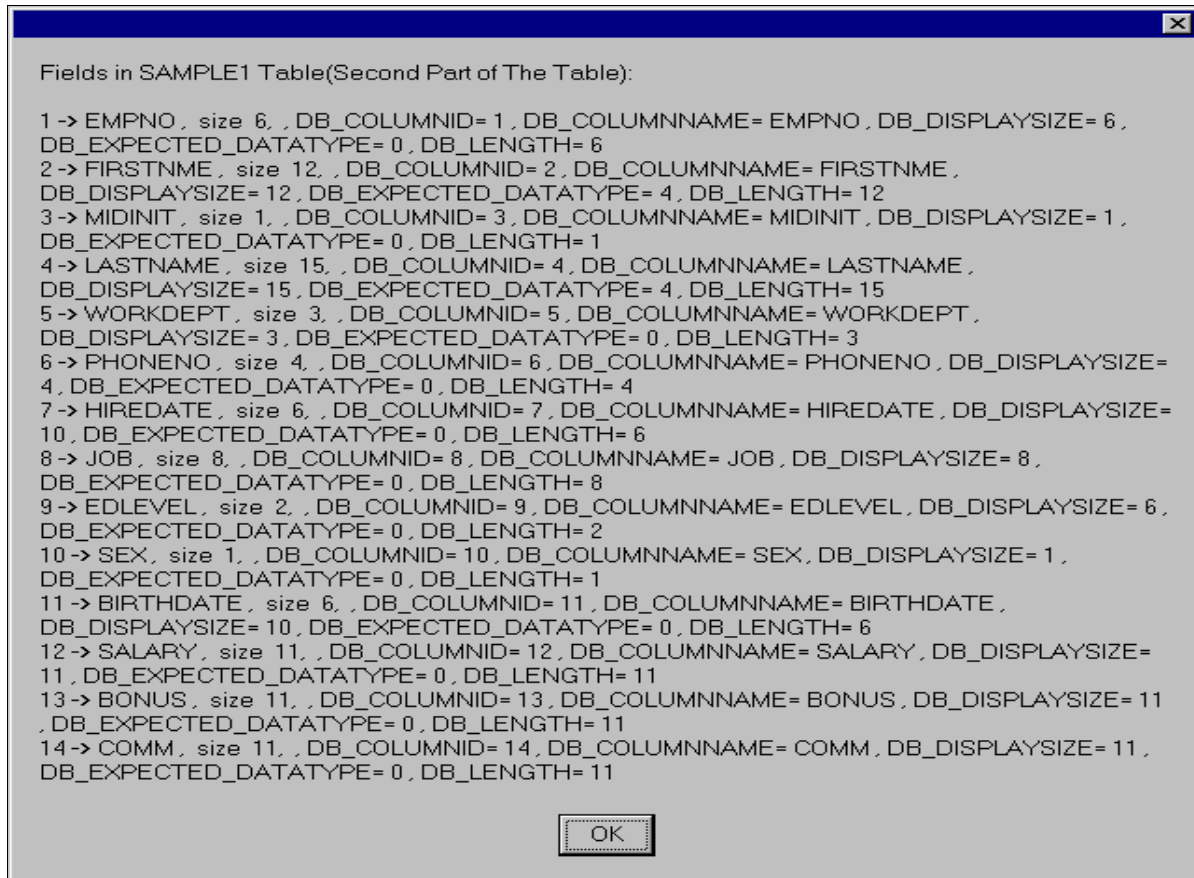 Fields in SAMPLE1 Table(Second Part of The Table):
1 -> EMPNO, size 6, ,DB_COLUMNID= 1 ,DB_COLUMNNAME= EMPNO ,DB_DISPLAYSIZE= 6 ,
DB_EXPECTED_DATATYPE= 0 ,DB_LENGTH= 6
2 -> FIRSTNME, size 12, ,DB_COLUMNID= 2 ,DB_COLUMNNAME= FIRSTNME ,
DB_DISPLAYSIZE= 12 ,DB_EXPECTED_DATATYPE= 4 ,DB_LENGTH= 12
3 -> MIDINIT, size 1, ,DB_COLUMNID= 3 ,DB_COLUMNNAME= MIDINIT ,DB_DISPLAYSIZE= 1 ,
DB_EXPECTED_DATATYPE= 0 ,DB_LENGTH= 1
4 -> LASTNAME, size 15, ,DB_COLUMNID= 4 ,DB_COLUMNNAME= LASTNAME ,
DB_DISPLAYSIZE= 15 ,DB_EXPECTED_DATATYPE= 4 ,DB_LENGTH= 15
5 -> WORKDEPT, size 3, ,DB_COLUMNID= 5 ,DB_COLUMNNAME= WORKDEPT ,
DB_DISPLAYSIZE= 3 ,DB_EXPECTED_DATATYPE= 0 ,DB_LENGTH= 3
6 -> PHONENO, size 4, ,DB_COLUMNID= 6 ,DB_COLUMNNAME= PHONENO ,DB_DISPLAYSIZE=
4 ,DB_EXPECTED_DATATYPE= 0 ,DB_LENGTH= 4
7 -> HIREDATE, size 6, ,DB_COLUMNID= 7 ,DB_COLUMNNAME= HIREDATE ,DB_DISPLAYSIZE=
10 ,DB_EXPECTED_DATATYPE= 0 ,DB_LENGTH= 6
8 -> JOB, size 8, ,DB_COLUMNID= 8 ,DB_COLUMNNAME= JOB ,DB_DISPLAYSIZE= 8 ,
DB_EXPECTED_DATATYPE= 0 ,DB_LENGTH= 8
9 -> EDLEVEL, size 2, ,DB_COLUMNID= 9 ,DB_COLUMNNAME= EDLEVEL ,DB_DISPLAYSIZE= 6 ,
DB_EXPECTED_DATATYPE= 0 ,DB_LENGTH= 2
10 -> SEX, size 1, ,DB_COLUMNID= 10 ,DB_COLUMNNAME= SEX ,DB_DISPLAYSIZE= 1 ,
DB_EXPECTED_DATATYPE= 0 ,DB_LENGTH= 1
11 -> BIRTHDATE, size 6, ,DB_COLUMNID= 11 ,DB_COLUMNNAME= BIRTHDATE ,
DB_DISPLAYSIZE= 10 ,DB_EXPECTED_DATATYPE= 0 ,DB_LENGTH= 6
12 -> SALARY, size 11, ,DB_COLUMNID= 12 ,DB_COLUMNNAME= SALARY ,DB_DISPLAYSIZE=
11 ,DB_EXPECTED_DATATYPE= 0 ,DB_LENGTH= 11
13 -> BONUS, size 11, ,DB_COLUMNID= 13 ,DB_COLUMNNAME= BONUS ,DB_DISPLAYSIZE= 11
,DB_EXPECTED_DATATYPE= 0 ,DB_LENGTH= 11
14 -> COMM, size 11, ,DB_COLUMNID= 14 ,DB_COLUMNNAME= COMM ,DB_DISPLAYSIZE= 11 ,
DB_EXPECTED_DATATYPE= 0 ,DB_LENGTH= 11
OK